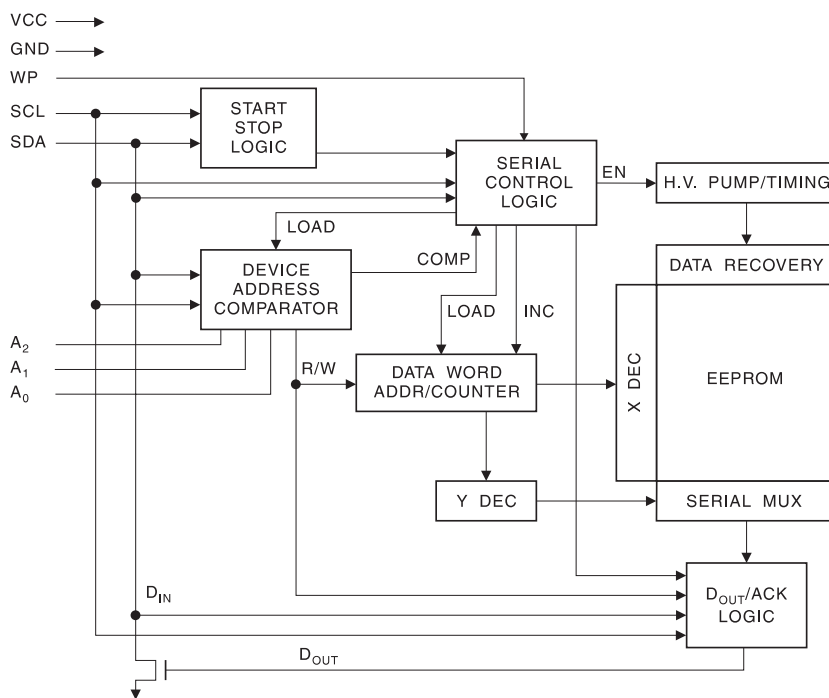 VCC
GND
WP
SCL
SDA
START
STOP
LOGIC
SERIAL
CONTROL
LOGIC
EN
H.V. PUMP/TIMING
LOAD
COMP
DEVICE
ADDRESS
COMPARATOR
DATA RECOVERY
LOAD
INC
A2
A1
A0
R/W
DATA WORD
ADDR/COUNTER
X DEC
EEPROM
Y DEC
SERIAL MUX
DIN
DOUT/ACK
LOGIC
DOUT